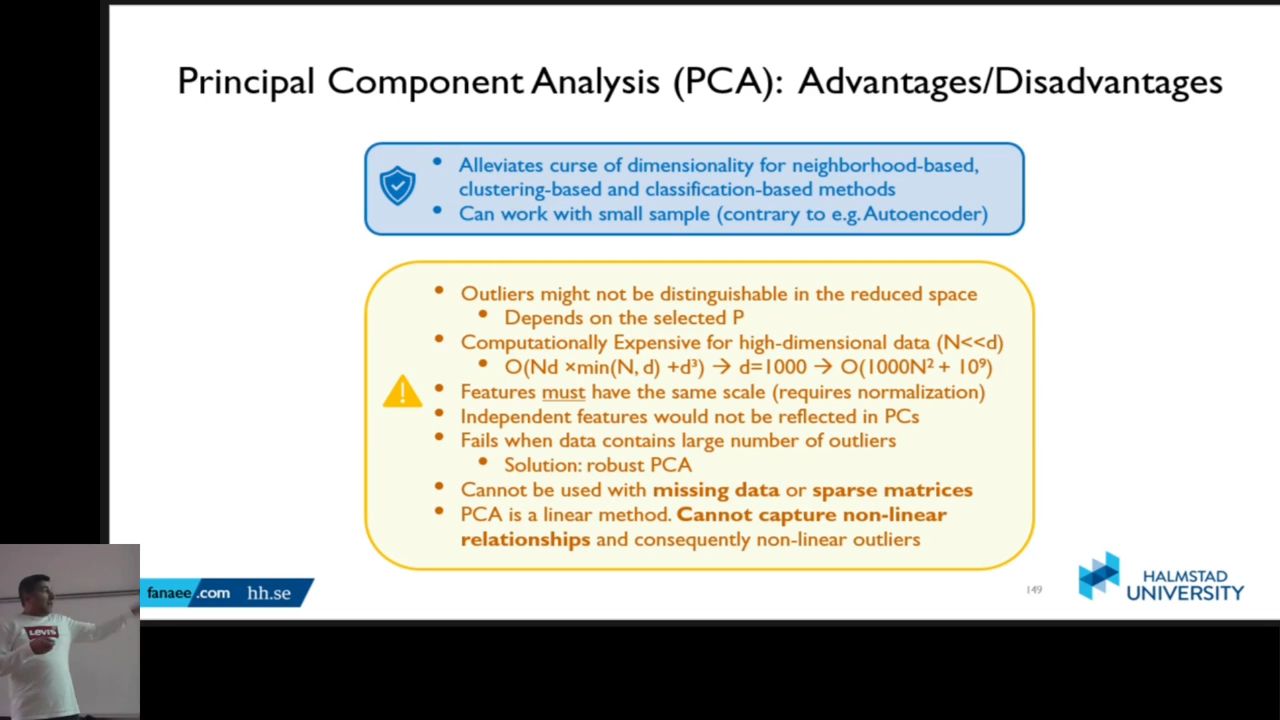 Principal Component Analysis (PCA): Advantages/Disadvantages
• Alleviates curse of dimensionality for neighborhood-based,
clustering-based and classification-based methods
• Can work with small sample (contrary to e.g. Autoencoder)
• Outliers might not be distinguishable in the reduced space
• Depends on the selected P
• Computationally Expensive for high-dimensional data (N<<d)
• O(Nd ×min(N, d) +d³) → d=1000 → O(1000N² + 10⁹)
• Features must have the same scale (requires normalization)
• Independent features would not be reflected in PCs
• Fails when data contains large number of outliers
• Solution: robust PCA
• Cannot be used with missing data or sparse matrices
• PCA is a linear method. Cannot capture non-linear
relationships and consequently non-linear outliers
fanaee.com hh.se
149
HALMSTAD
UNIVERSITY
LEVI'S